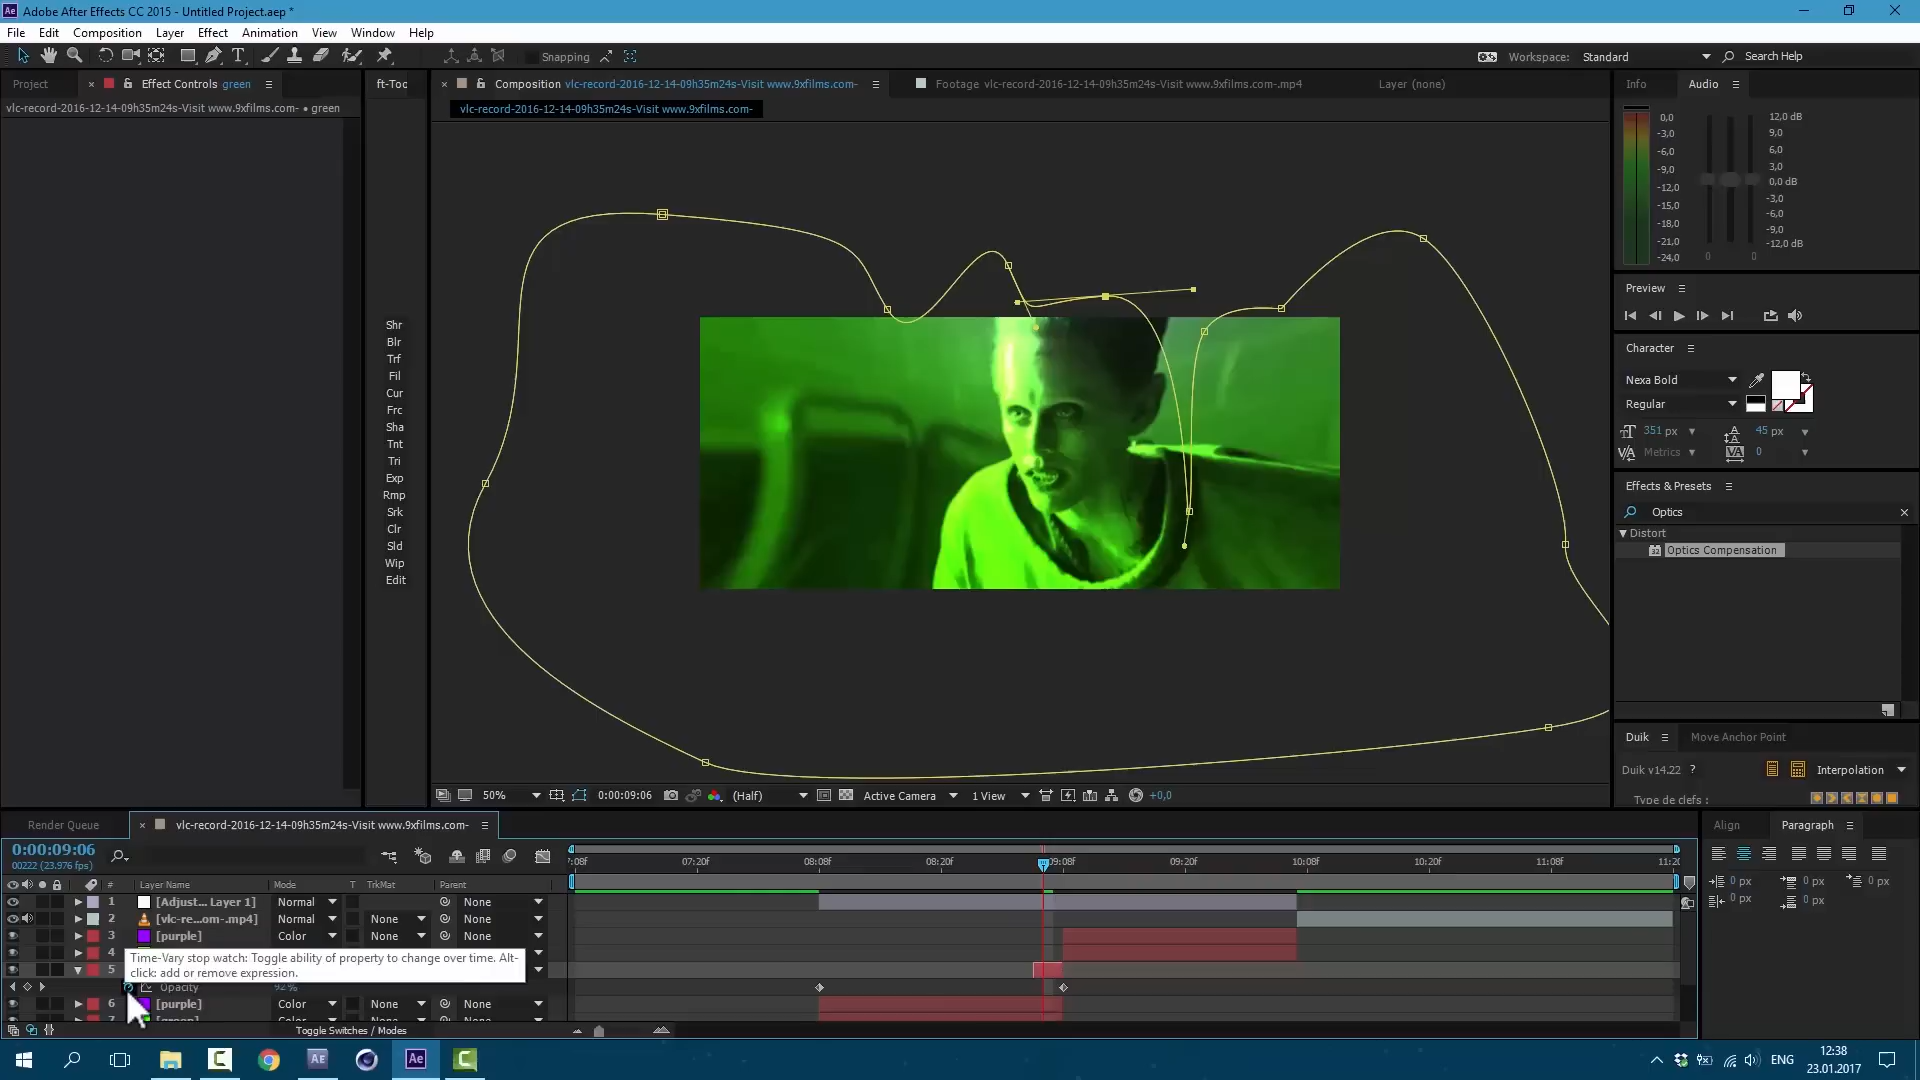 Ae Adobe After Effects CC 2015 - Untitled Project.aep *
File Edit Composition Layer Effect Animation View Window Help
Snapping
Workspace: Standard
Search Help
Project
Effect Controls green
ft-Toc
Composition vlc-record-2016-12-14-09h35m24s-Visit www.9xfilms.com-
Footage vlc-record-2016-12-14-09h35m24s-Visit www.9xfilms.com-.mp4
Layer (none)
Info
Audio
vlc-record-2016-12-14-09h35m24s-Visit www.9xfilms.com- • green
vlc-record-2016-12-14-09h35m24s-Visit www.9xfilms.com-
0,0
-3,0
-6,0
-9,0
-12,0
-15,0
-18,0
-21,0
-24,0
12,0 dB
9,0
6,0
3,0
0,0 dB
-3,0
-6,0
-9,0
-12,0 dB
0 0
Shr
Blr
Trf
Fil
Cur
Frc
Sha
Tnt
Tri
Exp
Rmp
Srk
Clr
Sld
Wip
Edit
Preview
Character
Nexa Bold
Regular
351 px
45 px
Metrics
0
Effects & Presets
Optics
Distort
Optics Compensation
Duik
Move Anchor Point
Duik v14.22 ?
Interpolation
Type de clefs :
50%
0:00:09:06
(Half)
Active Camera
1 View
+0,0
Render Queue
vlc-record-2016-12-14-09h35m24s-Visit www.9xfilms.com-
Align
Paragraph
0:00:09:06
00222 (23.976 fps)
7:08f 07:20f 08:08f 08:20f 09:08f 09:20f 10:08f 10:20f 11:08f 11:20
# Layer Name Mode T TrkMat Parent
1 [Adjust... Layer 1] Normal None
2 [vlc-re...om-.mp4] Normal None None
3 [purple] Color None None
4
5
Time-Vary stop watch: Toggle ability of property to change over time. Alt-
click: add or remove expression.
Opacity 92%
6 [purple] Color None None
7 [green]
Toggle Switches / Modes
0 px 0 px 0 px
0 px 0 px
ENG
12:38
23.01.2017